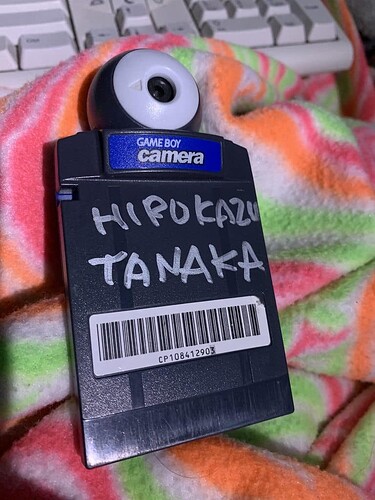 GAME BOY
camera
HIROKAZU
TANAKA
CP108412903